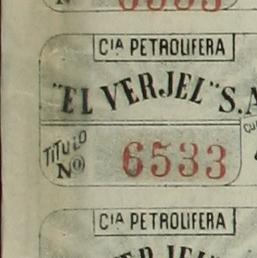 CIA PETROLIFERA
"EL VERJEL" S. A
TITULO
Nº 6533
CIA PETROLIFERA